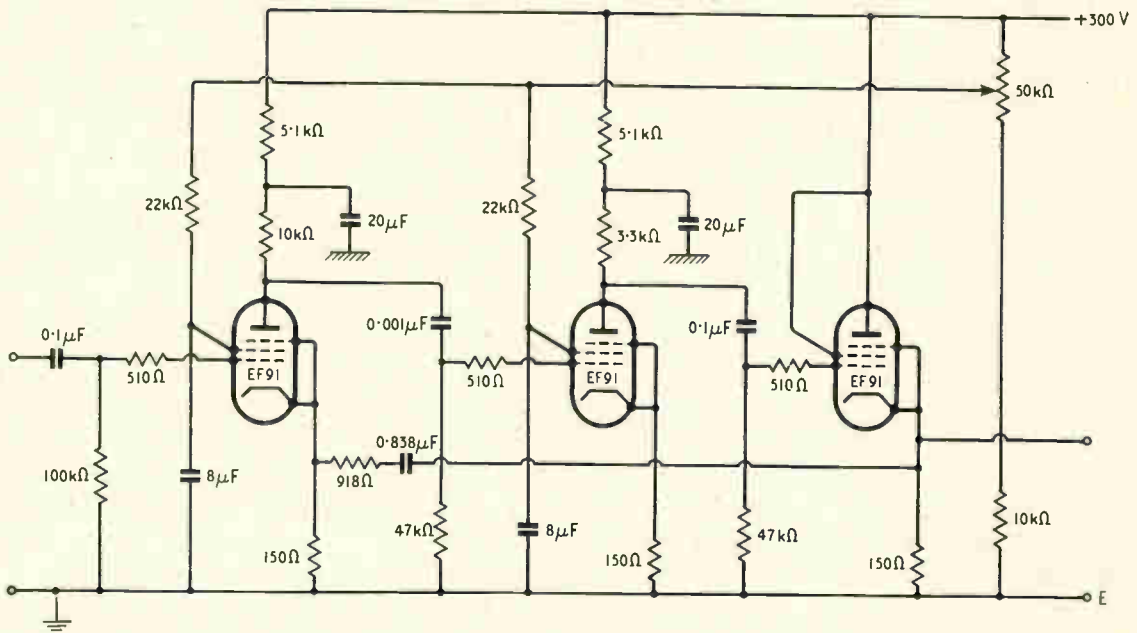 +300 V
50kΩ
5·1kΩ
5·1kΩ
22kΩ
20μF
22kΩ
20μF
10kΩ
3·3kΩ
0·1μF
0·001μF
0·1μF
510Ω
EF91
510Ω
EF91
510Ω
EF91
0·838μF
918Ω
100kΩ
8μF
47kΩ
8μF
47kΩ
10kΩ
150Ω
150Ω
150Ω
E